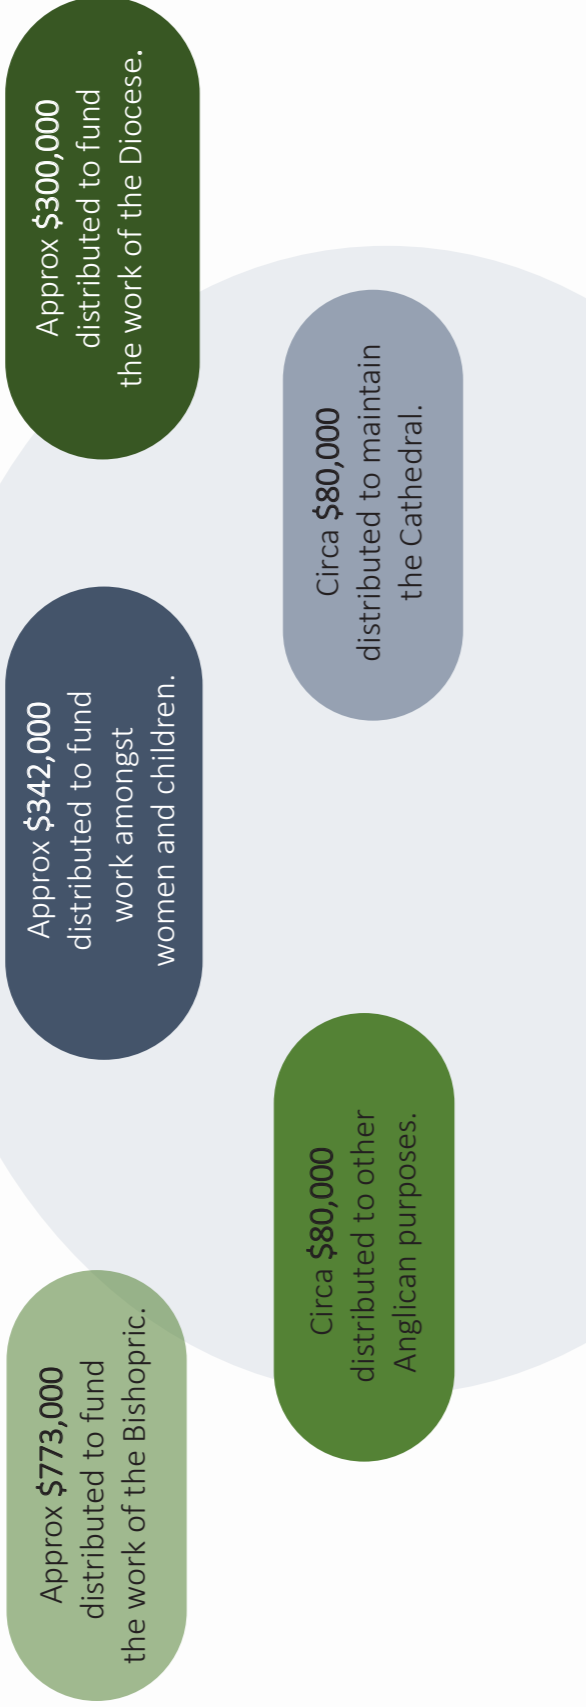 Approx $773,000
distributed to fund
the work of the Bishopric.
Approx $342,000
distributed to fund
work amongst
women and children.
Approx $300,000
distributed to fund
the work of the Diocese.
Circa $80,000
distributed to other
Anglican purposes.
Circa $80,000
distributed to maintain
the Cathedral.